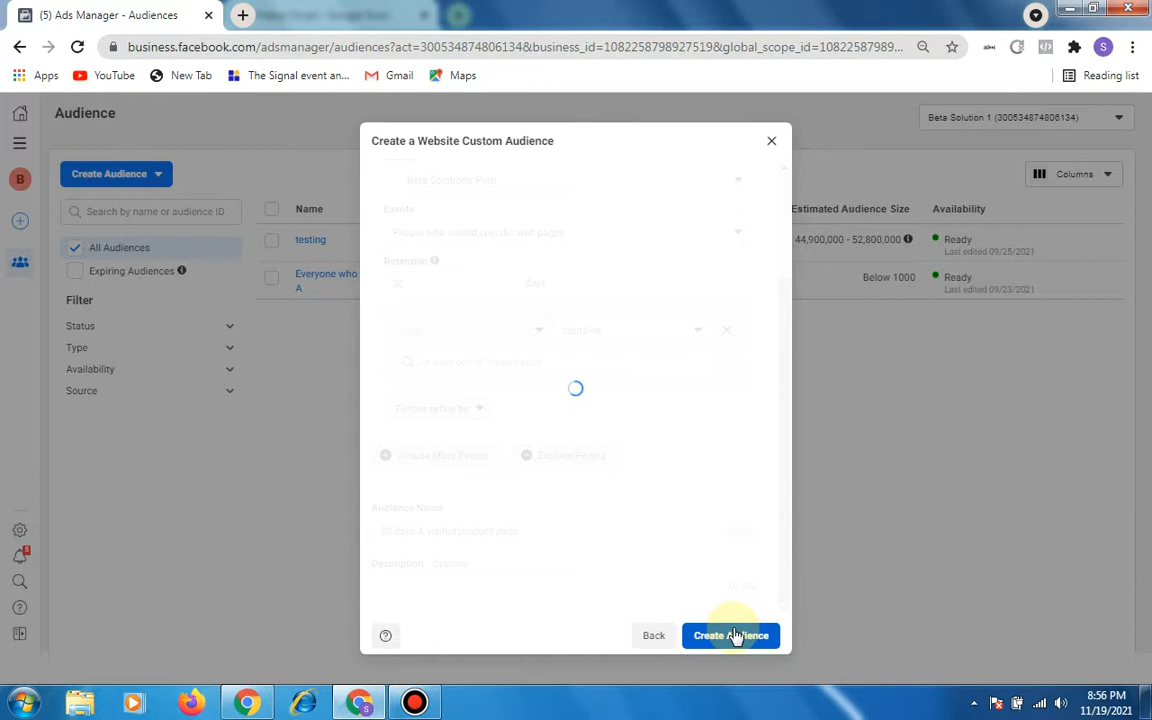 (5) Ads Manager - Audiences
business.facebook.com/adsmanager/audiences?act=300534874806134&business_id=1082258798927519&global_scope_id=10822587989...
Apps
YouTube
New Tab
The Signal event an...
Gmail
Maps
Reading list
S
Audience
Beta Solution 1 (300534874806134)
B
Create Audience
Columns
Search by name or audience ID
Name
Estimated Audience Size
Availability
All Audiences
testing
44,900,000 - 52,800,000
Ready
Last edited 09/25/2021
Expiring Audiences
Everyone who
A
Below 1000
Ready
Last edited 09/23/2021
Filter
Status
Type
Availability
Source
Create a Website Custom Audience
Beta Solutions Pixel
Events
People who visited specific web pages
Retention
30
days
contains
Further refine by
Include More People
Exclude People
Audience Name
30 days A visited product page
Description
Optional
0/100
Back
Create Audience
8:56 PM
11/19/2021